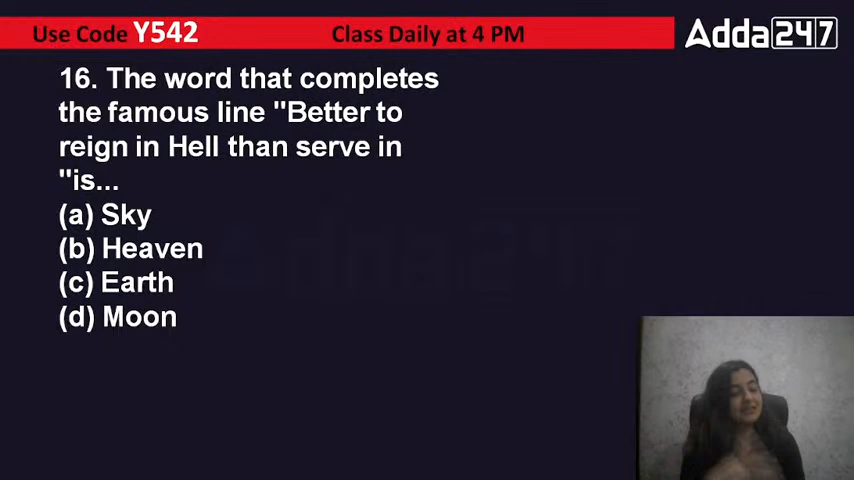 Use Code Y542 Class Daily at 4 PM Adda247
16. The word that completes
the famous line "Better to
reign in Hell than serve in
"is...
(a) Sky
(b) Heaven
(c) Earth
(d) Moon